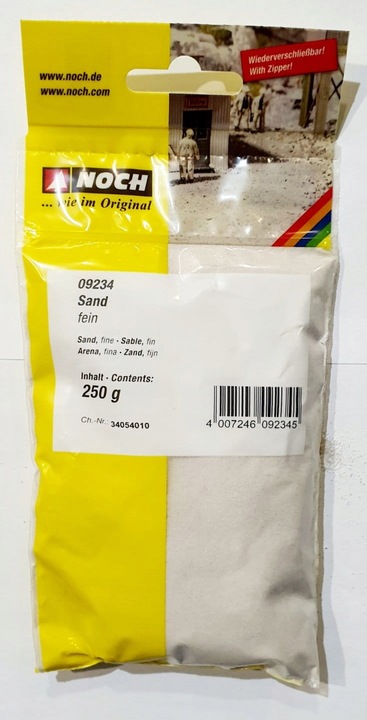 Wiederverschließbar!
With Zipper!
www.noch.de
www.noch.com
NOCH
... wie im Original
09234
Sand
fein
Sand, fine · Sable, fin
Arena, fina · Zand, fijn
Inhalt · Contents:
250 g
Ch.-Nr.: 34054010
4 007246 092345